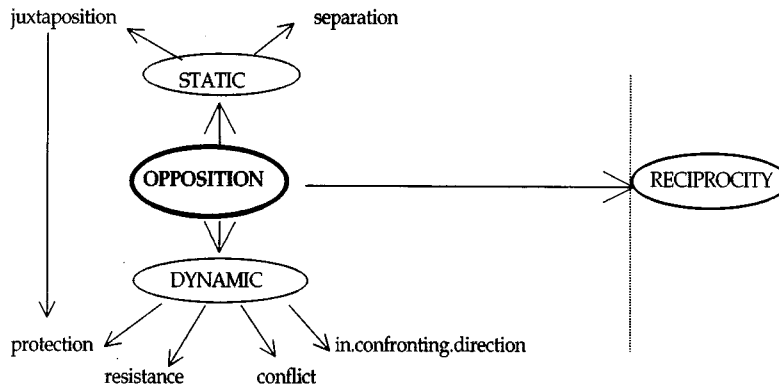 juxtaposition separation
STATIC
OPPOSITION RECIPROCITY
DYNAMIC
protection in.confronting.direction
resistance conflict